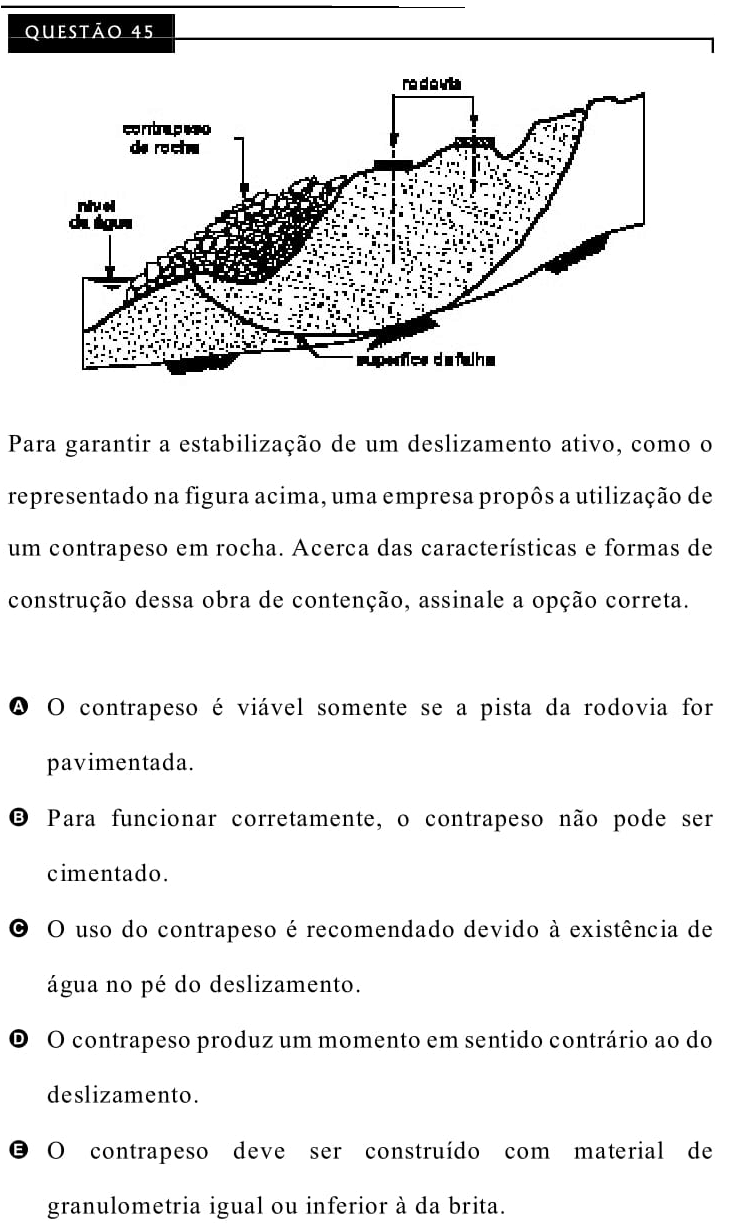 QUESTÃO 45
rodovia
contrapeso
de rocha
nível
da água
superfície de falha
Para garantir a estabilização de um deslizamento ativo, como o
representado na figura acima, uma empresa propôs a utilização de
um contrapeso em rocha. Acerca das características e formas de
construção dessa obra de contenção, assinale a opção correta.
A O contrapeso é viável somente se a pista da rodovia for
pavimentada.
B Para funcionar corretamente, o contrapeso não pode ser
cimentado.
C O uso do contrapeso é recomendado devido à existência de
água no pé do deslizamento.
D O contrapeso produz um momento em sentido contrário ao do
deslizamento.
E O contrapeso deve ser construído com material de
granulometria igual ou inferior à da brita.